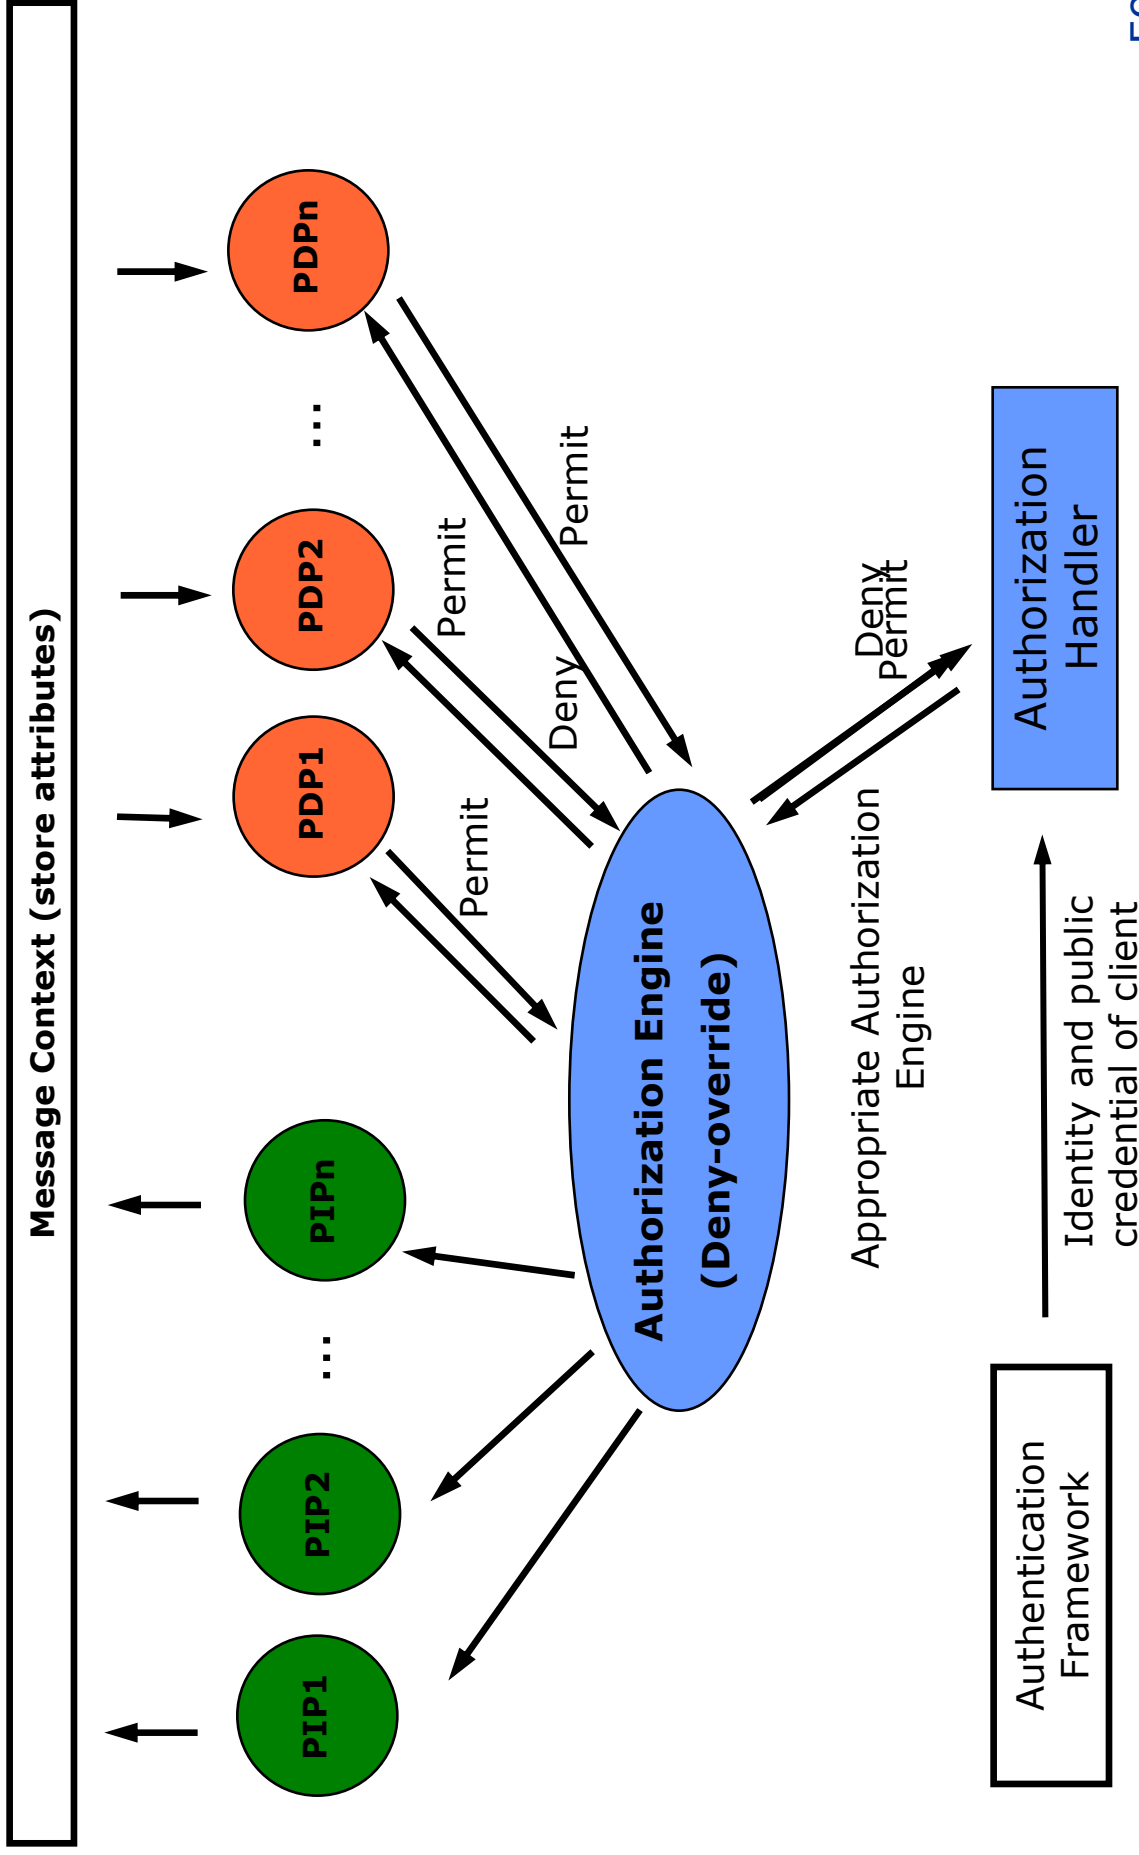 Message Context (store attributes)
PIP1
PIP2
...
PIPn
PDP1
PDP2
...
PDPn
Permit
Permit
Deny
Permit
Authorization Engine
(Deny-override)
Appropriate Authorization
Engine
Deny
Permit
Authentication
Framework
Identity and public
credential of client
Authorization
Handler